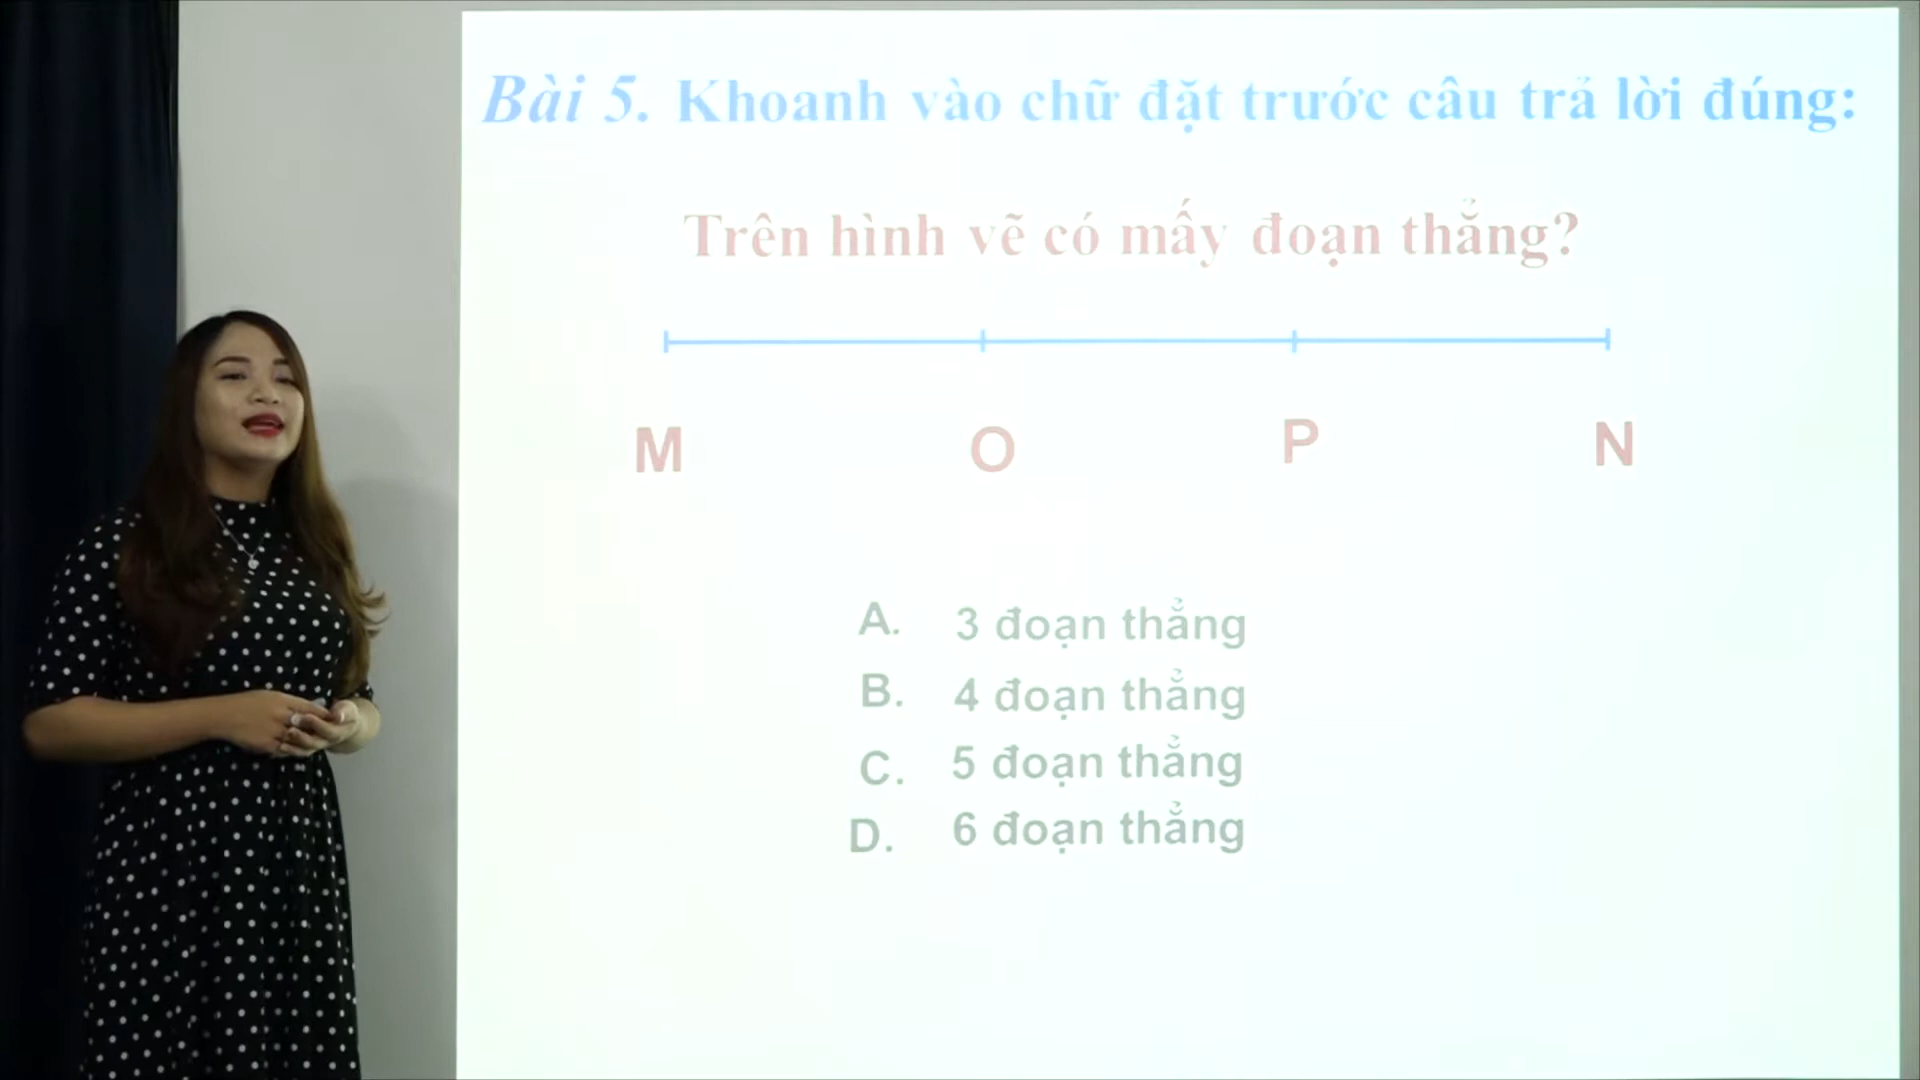 Bài 5. Khoanh vào chữ đặt trước câu trả lời đúng:
Trên hình vẽ có mấy đoạn thẳng?
M O P N
A. 3 đoạn thẳng
B. 4 đoạn thẳng
C. 5 đoạn thẳng
D. 6 đoạn thẳng